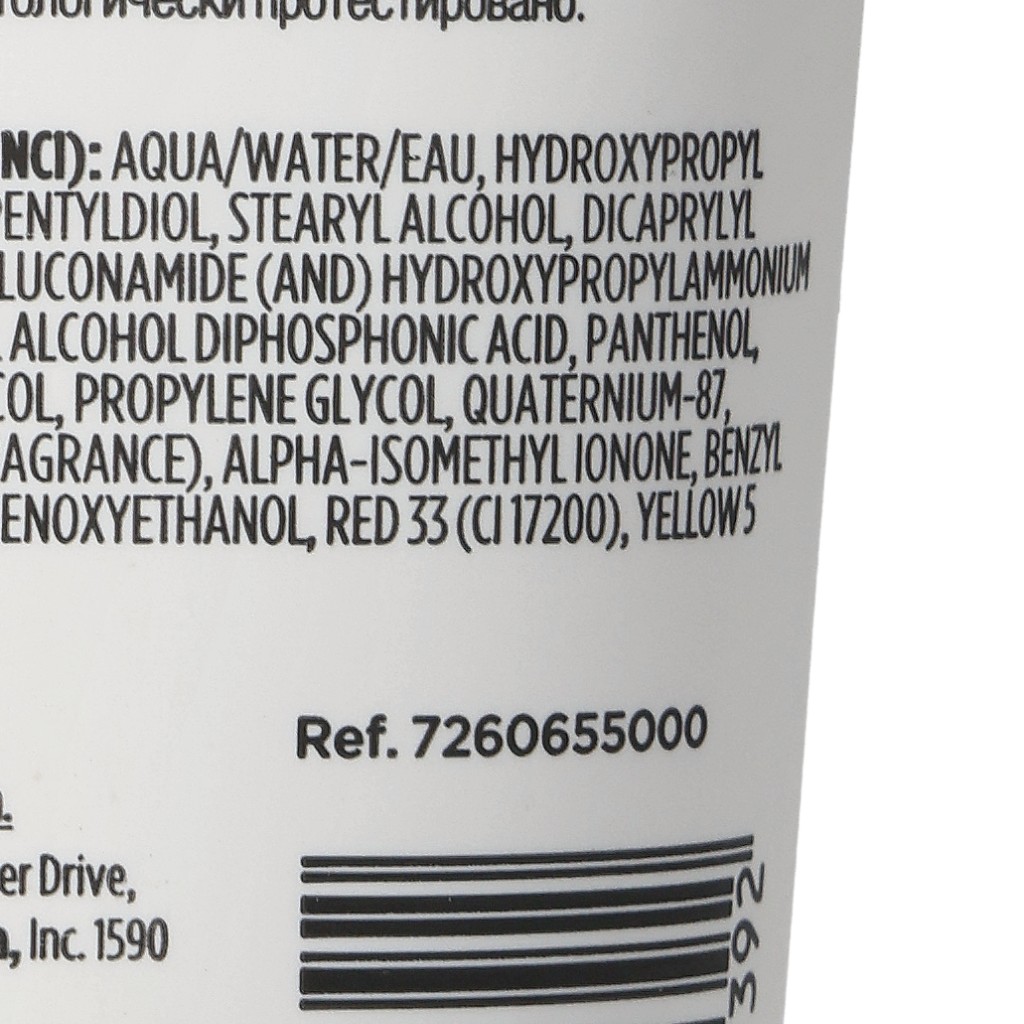 тологически протестировано.
NCI): AQUA/WATER/EAU, HYDROXYPROPYL
PENTYLDIOL, STEARYL ALCOHOL, DICAPRYLYL
LUCONAMIDE (AND) HYDROXYPROPYLAMMONIUM
ALCOHOL DIPHOSPHONIC ACID, PANTHENOL,
COL, PROPYLENE GLYCOL, QUATERNIUM-87,
AGRANCE), ALPHA-ISOMETHYL IONONE, BENZYL
ENOXYETHANOL, RED 33 (CI 17200), YELLOW 5
Ref. 7260655000
er Drive,
, Inc. 1590
392